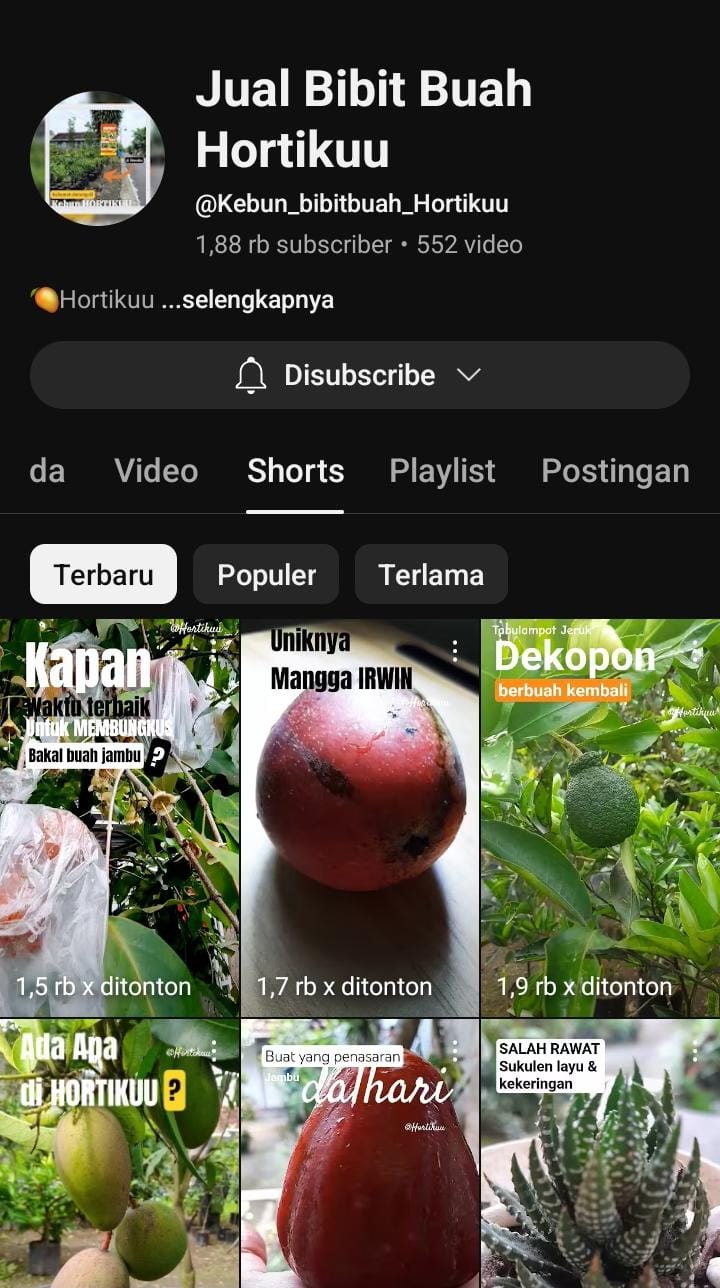 Jual Bibit Buah
Hortikuu
@Kebun_bibitbuah_Hortikuu
1,88 rb subscriber • 552 video
🥭Hortikuu ...selengkapnya
Disubscribe
da Video Shorts Playlist Postingan
Terbaru Populer Terlama
@Hortikuu
Kapan
Waktu terbaik
Untuk MEMBUNGKUS
Bakal buah jambu ?
1,5 rb x ditonton
Uniknya
Mangga IRWIN
@Hortikuu
1,7 rb x ditonton
Tabulampot Jeruk
Dekopon
berbuah kembali
@Hortikuu
1,9 rb x ditonton
Ada Apa
@Hortikuu
di HORTIKUU ?
Buat yang penasaran
Jambu
dalhari
@Hortikuu
SALAH RAWAT
Sukulen layu &
kekeringan